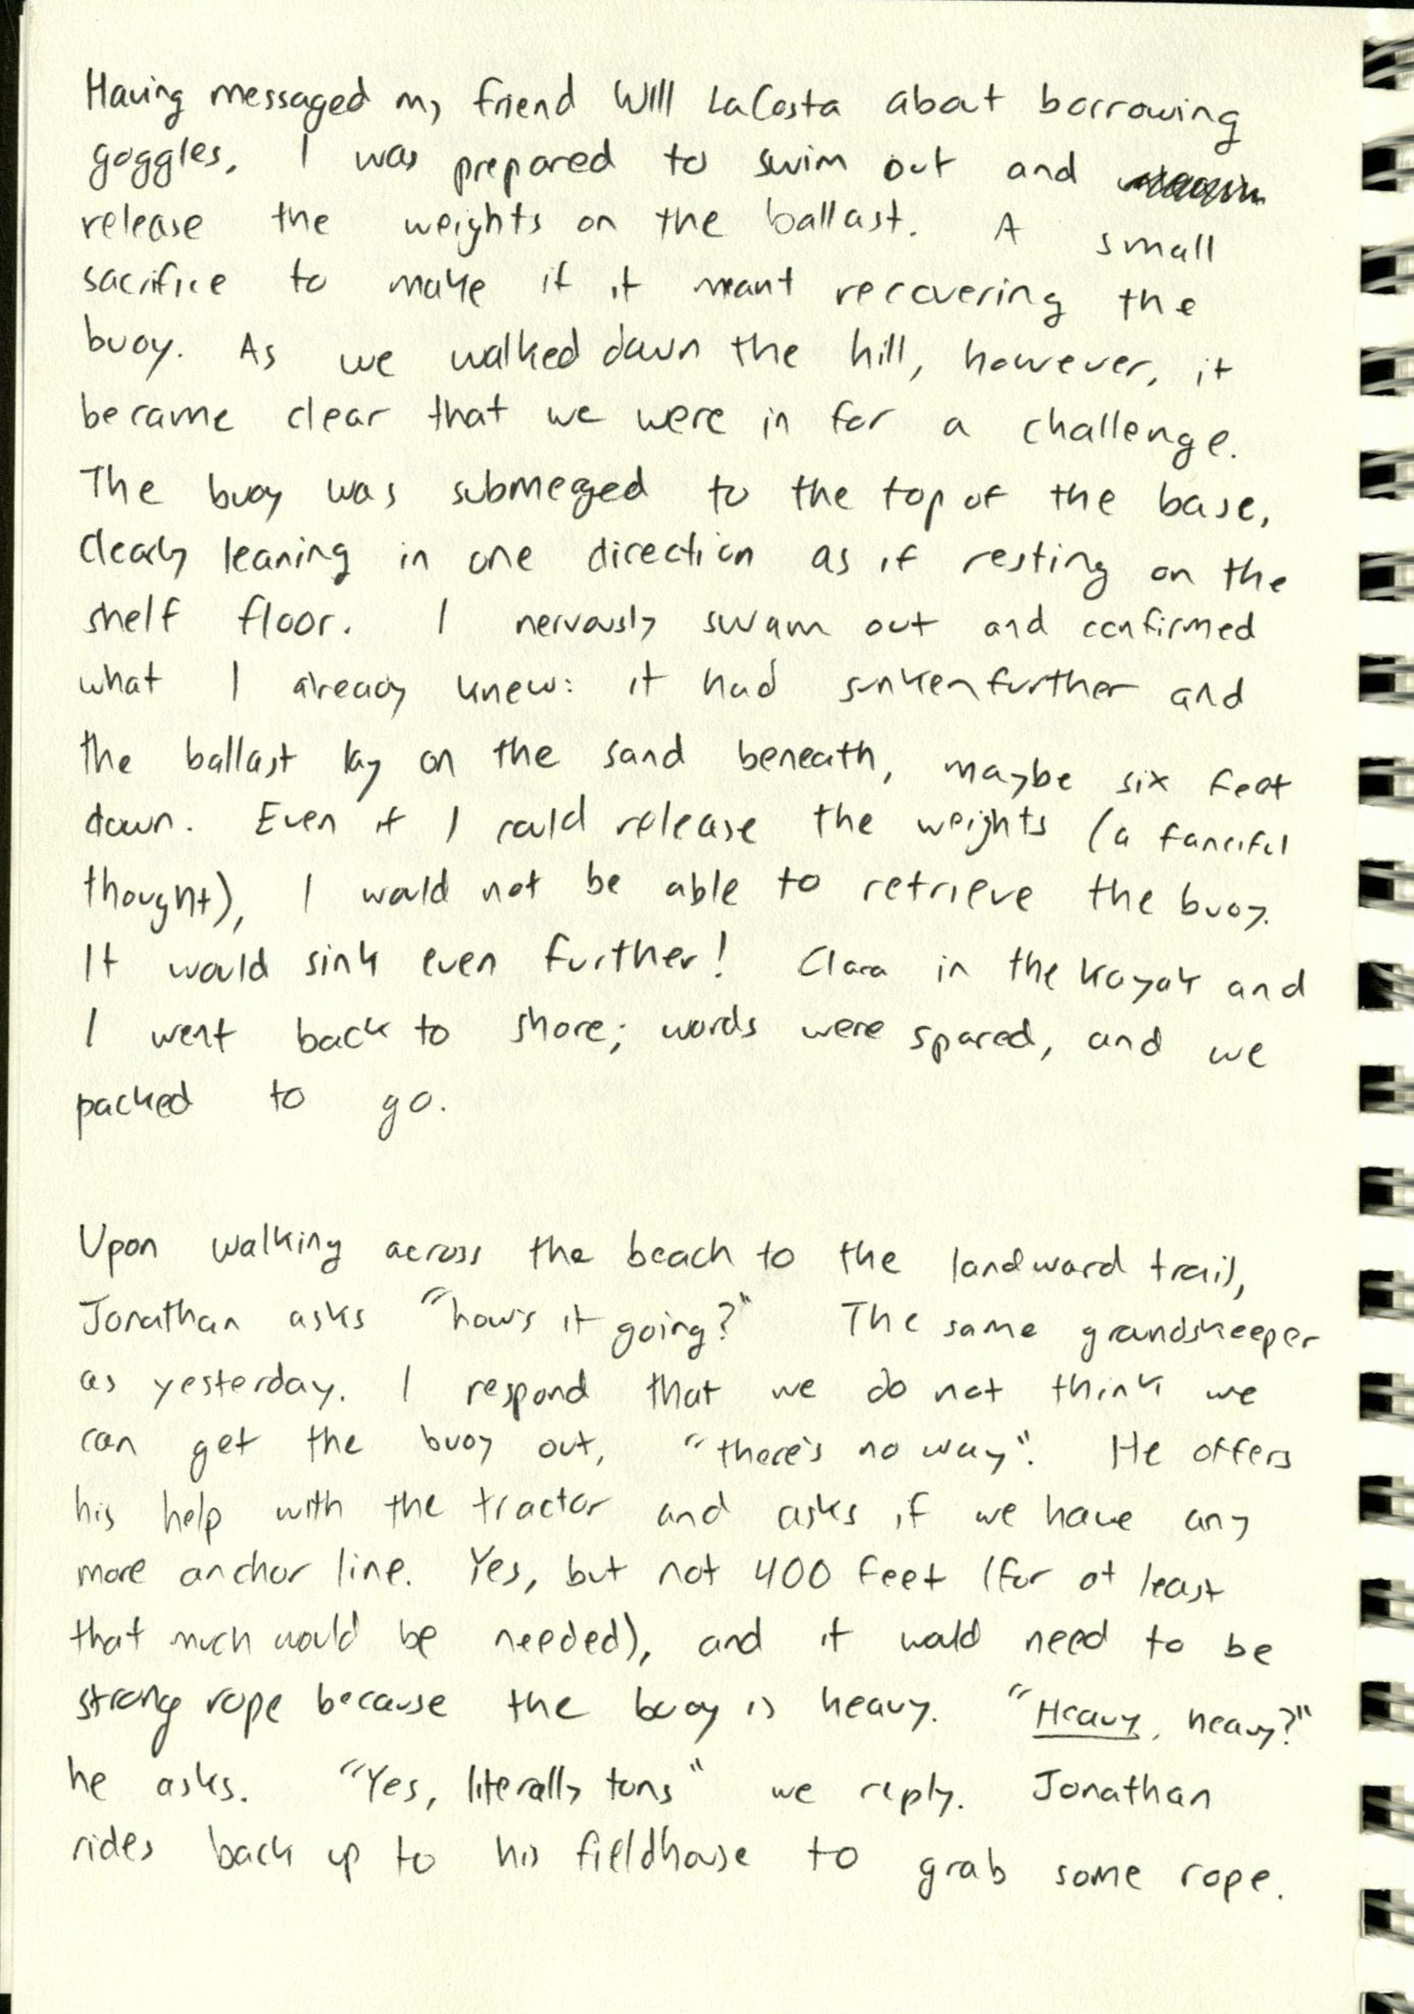 Having messaged my friend Will LaCosta about borrowing
goggles, I was prepared to swim out and
release the weights on the ballast. A small
sacrifice to make if it meant recovering the
buoy. As we walked down the hill, however, it
became clear that we were in for a challenge.
The buoy was submerged to the top of the base,
clearly leaning in one direction as if resting on the
shelf floor. I nervously swam out and confirmed
what I already knew: it had sunken further and
the ballast lay on the sand beneath, maybe six feet
down. Even if I could release the weights (a fanciful
thought), I would not be able to retrieve the buoy.
It would sink even further! Clara in the kayak and
I went back to shore; words were spared, and we
packed to go.
Upon walking across the beach to the landward trail,
Jonathan asks "how's it going?" The same grandskeeper
as yesterday. I respond that we do not think we
can get the buoy out, "there's no way". He offers
his help with the tractor and asks if we have any
more anchor line. Yes, but not 400 feet (for at least
that much would be needed), and it would need to be
strong rope because the buoy is heavy. "Heavy, heavy?"
he asks. "Yes, literally tons" we reply. Jonathan
rides back up to his fieldhouse to grab some rope.